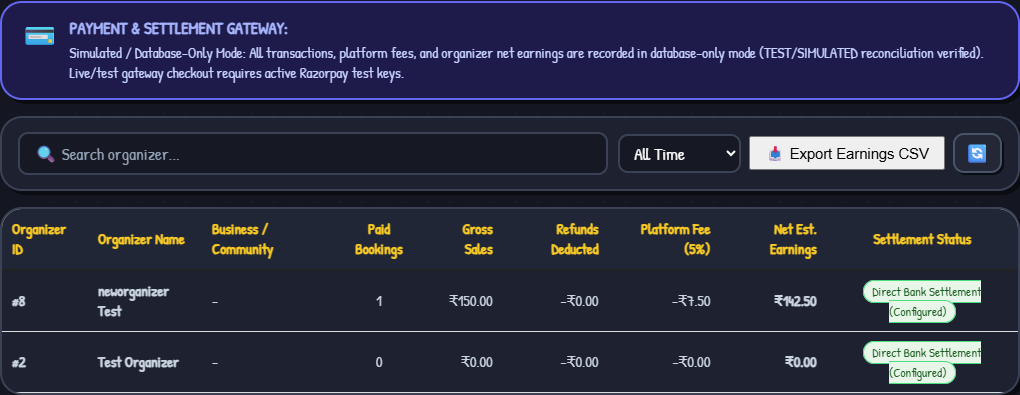 PAYMENT & SETTLEMENT GATEWAY:
Simulated / Database-Only Mode: All transactions, platform fees, and organizer net earnings are recorded in database-only mode (TEST/SIMULATED reconciliation verified).
Live/test gateway checkout requires active Razorpay test keys.
Search organizer... All Time Export Earnings CSV
Organizer ID Organizer Name Business / Community Paid Bookings Gross Sales Refunds Deducted Platform Fee (5%) Net Est. Earnings Settlement Status
#8 neworganizer Test - 1 ₹150.00 -₹0.00 -₹7.50 ₹142.50 Direct Bank Settlement (Configured)
#2 Test Organizer - 0 ₹0.00 -₹0.00 -₹0.00 ₹0.00 Direct Bank Settlement (Configured)